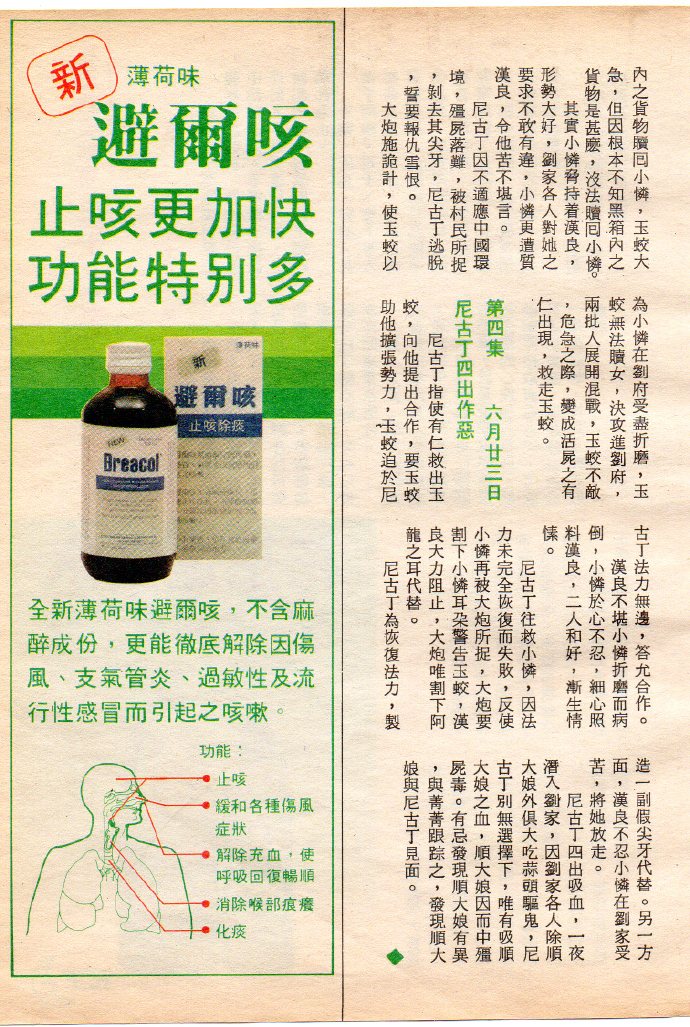 內之貨物贖囘小憐，玉蛟大
急，但因根本不知黑箱內之
貨物是甚麽，沒法贖囘小憐。
其實小憐脅持着漢良，
形勢大好，劉家各人對她之
要求不敢有違，小憐更遭質
漢良，令他苦不堪言。
尼古丁因不適應中國環
境，殭屍落難，被村民所捉
，剝去其尖牙，尼古丁逃脫
，誓要報仇雪恨。
大炮施詭計，使玉蛟以
為小憐在劉府受盡折磨，玉
蛟無法贖女，決攻進劉府，
兩批人展開混戰，玉蛟不敵
，危急之際，變成活屍之有
仁出現，救走玉蛟。
第四集　六月廿三日
尼古丁四出作惡
尼古丁指使有仁救出玉
蛟，向他提出合作，要玉蛟
助他擴張勢力，玉蛟迫於尼
古丁法力無邊，答允合作。
漢良不堪小憐折磨而病
倒，小憐於心不忍，細心照
料漢良，二人和好，漸生情
愫。
尼古丁往救小憐，因法
力未完全恢復而失敗，反使
小憐再被大炮所捉，大炮要
割下小憐耳朶警告玉蛟，漢
良大力阻止，大炮唯割下阿
龍之耳代替。
尼古丁為恢復法力，製
造一副假尖牙代替。另一方
面，漢良不忍小憐在劉家受
苦，將她放走。
尼古丁四出吸血，一夜
潛入劉家，因劉家各人除順
大娘外俱大吃蒜頭驅鬼，尼
古丁別無選擇下，唯有吸順
大娘之血，順大娘因而中殭
屍毒。有忌發現順大娘有異
，與菁菁跟踪之，發現順大
娘與尼古丁見面。
新
薄荷味
避爾咳
止咳更加快
功能特別多
薄荷味
新
避爾咳
止咳除痰
NEW
Breacol
全新薄荷味避爾咳，不含麻
醉成份，更能徹底解除因傷
風、支氣管炎、過敏性及流
行性感冒而引起之咳嗽。
功能：
止咳
緩和各種傷風
症狀
解除充血，使
呼吸回復暢順
消除喉部痕癢
化痰